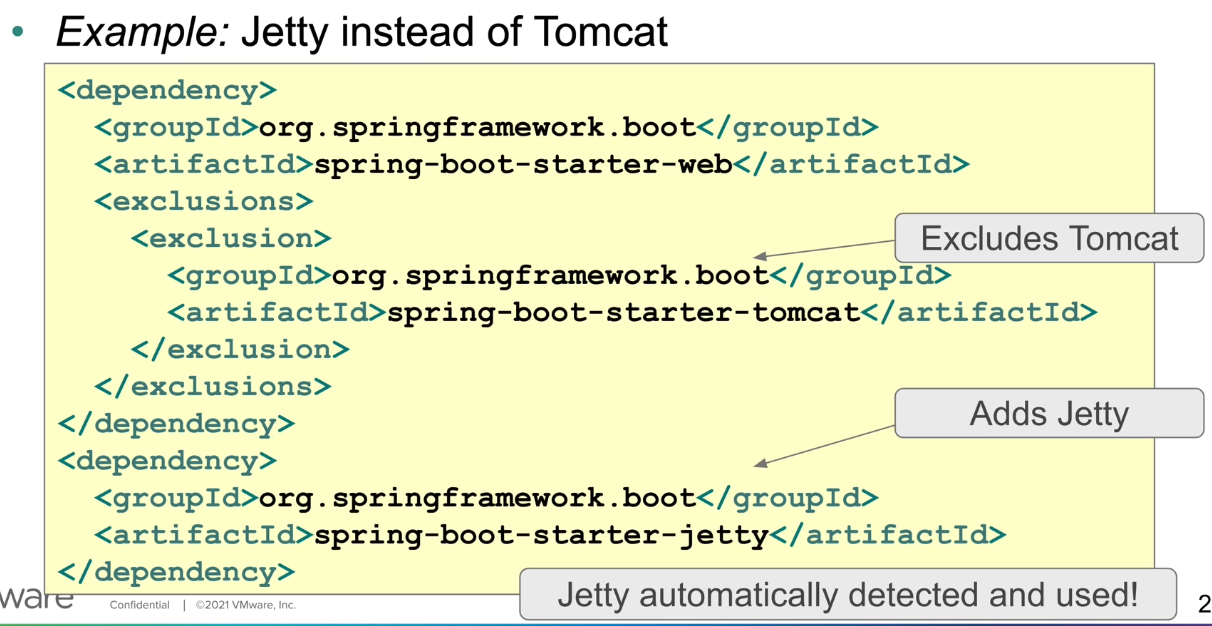 • Example: Jetty instead of Tomcat
<dependency>
<groupId>org.springframework.boot</groupId>
<artifactId>spring-boot-starter-web</artifactId>
<exclusions>
<exclusion>
Excludes Tomcat
<groupId>org.springframework.boot</groupId>
<artifactId>spring-boot-starter-tomcat</artifactId>
</exclusion>
</exclusions>
</dependency>
Adds Jetty
<dependency>
<groupId>org.springframework.boot</groupId>
<artifactId>spring-boot-starter-jetty</artifactId>
</dependency>
Jetty automatically detected and used!
ware Confidential | ©2021 VMware, Inc.
2